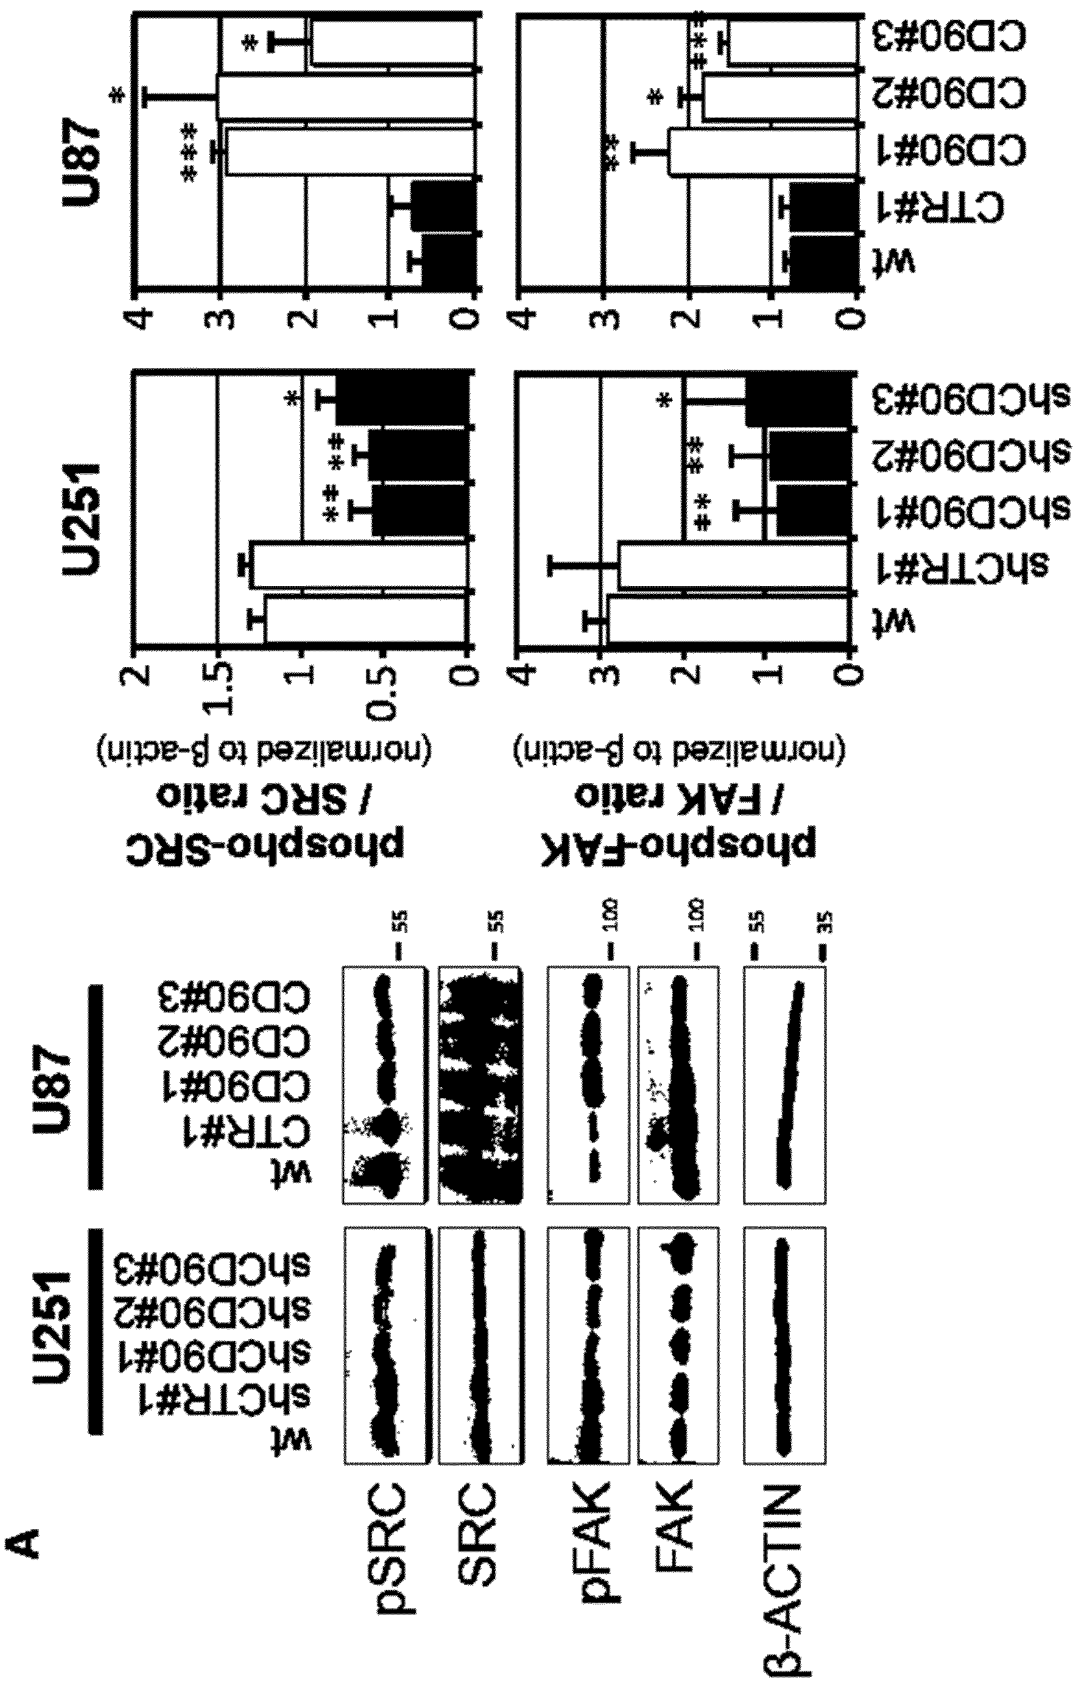 A
U251
U87
wt
shCTR#1
shCD90#1
shCD90#2
shCD90#3
wt
CTR#1
CD90#1
CD90#2
CD90#3
pSRC
55
SRC
55
pFAK
100
FAK
100
β-ACTIN
55
35
U251
U87
phospho-SRC
/ SRC ratio
(normalized to β-actin)
2
1.5
1
0.5
0
** ** *
4
3
2
1
0
*** * *
phospho-FAK
/ FAK ratio
(normalized to β-actin)
4
3
2
1
0
** ** *
4
3
2
1
0
** * ***
wt
shCTR#1
shCD90#1
shCD90#2
shCD90#3
wt
CTR#1
CD90#1
CD90#2
CD90#3